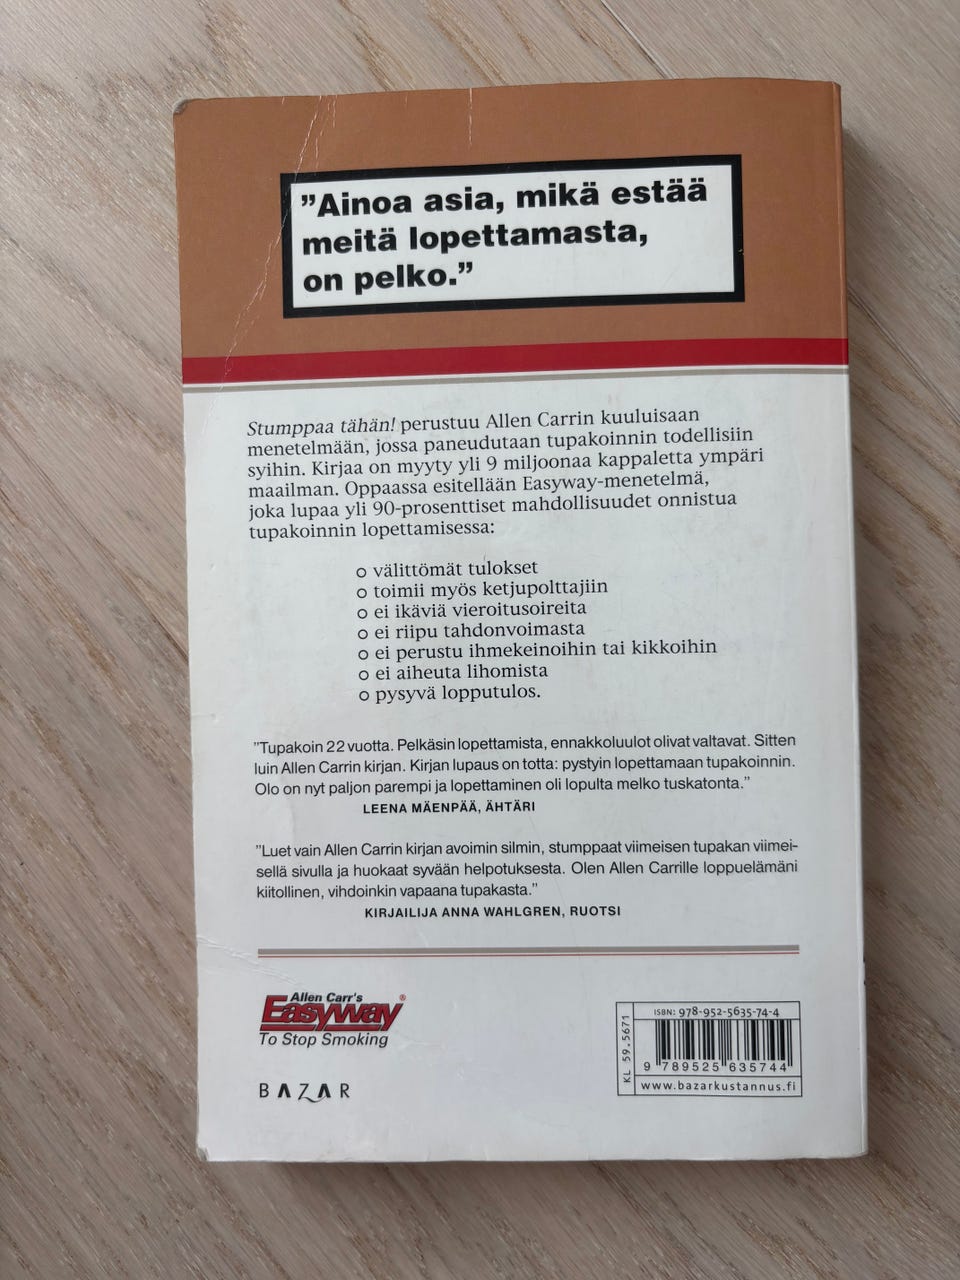 ”Ainoa asia, mikä estää
meitä lopettamasta,
on pelko.”
Stumppaa tähän! perustuu Allen Carrin kuuluisaan
menetelmään, jossa paneudutaan tupakoinnin todellisiin
syihin. Kirjaa on myyty yli 9 miljoonaa kappaletta ympäri
maailman. Oppaassa esitellään Easyway-menetelmä,
joka lupaa yli 90-prosenttiset mahdollisuudet onnistua
tupakoinnin lopettamisessa:
o välittömät tulokset
o toimii myös ketjupolttajiin
o ei ikäviä vieroitusoireita
o ei riipu tahdonvoimasta
o ei perustu ihmekeinoihin tai kikkoihin
o ei aiheuta lihomista
o pysyvä lopputulos.
”Tupakoin 22 vuotta. Pelkäsin lopettamista, ennakkoluulot olivat valtavat. Sitten
luin Allen Carrin kirjan. Kirjan lupaus on totta: pystyin lopettamaan tupakoinnin.
Olo on nyt paljon parempi ja lopettaminen oli lopulta melko tuskatonta.”
LEENA MÄENPÄÄ, ÄHTÄRI
”Luet vain Allen Carrin kirjan avoimin silmin, stumppaat viimeisen tupakan viimei-
sellä sivulla ja huokaat syvään helpotuksesta. Olen Allen Carrille loppuelämäni
kiitollinen, vihdoinkin vapaana tupakasta.”
KIRJAILIJA ANNA WAHLGREN, RUOTSI
Allen Carr's
Easyway®
To Stop Smoking
BAZAR
KL 59.5671
ISBN: 978-952-5635-74-4
9 789525 635744
www.bazarkustannus.fi